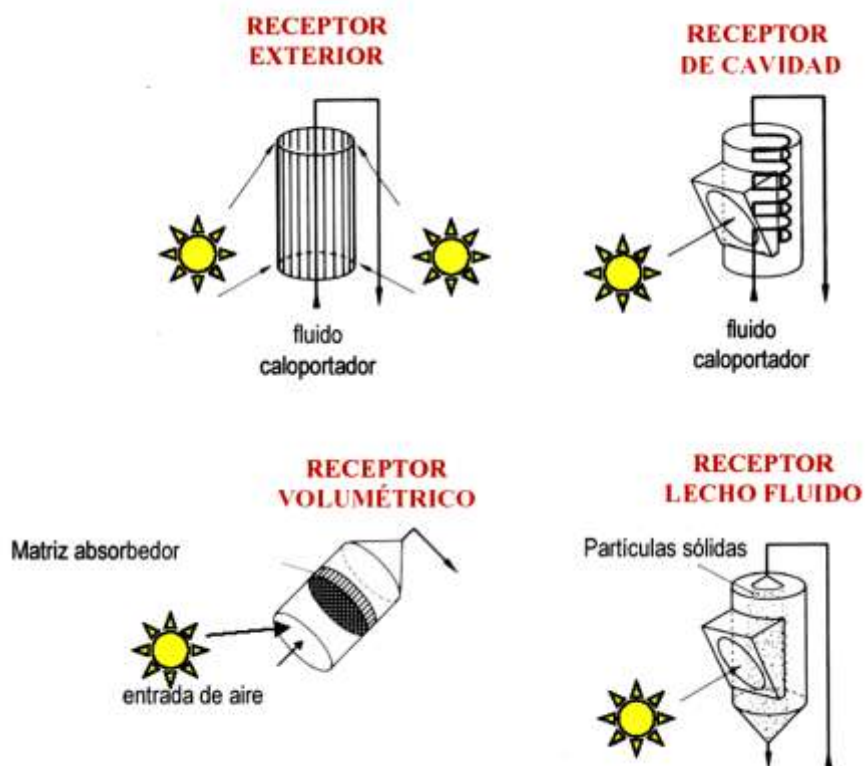 RECEPTOR
EXTERIOR
RECEPTOR
DE CAVIDAD
fluido
caloportador
fluido
caloportador
RECEPTOR
VOLUMÉTRICO
RECEPTOR
LECHO FLUIDO
Matriz absorbedor
Partículas sólidas
entrada de aire